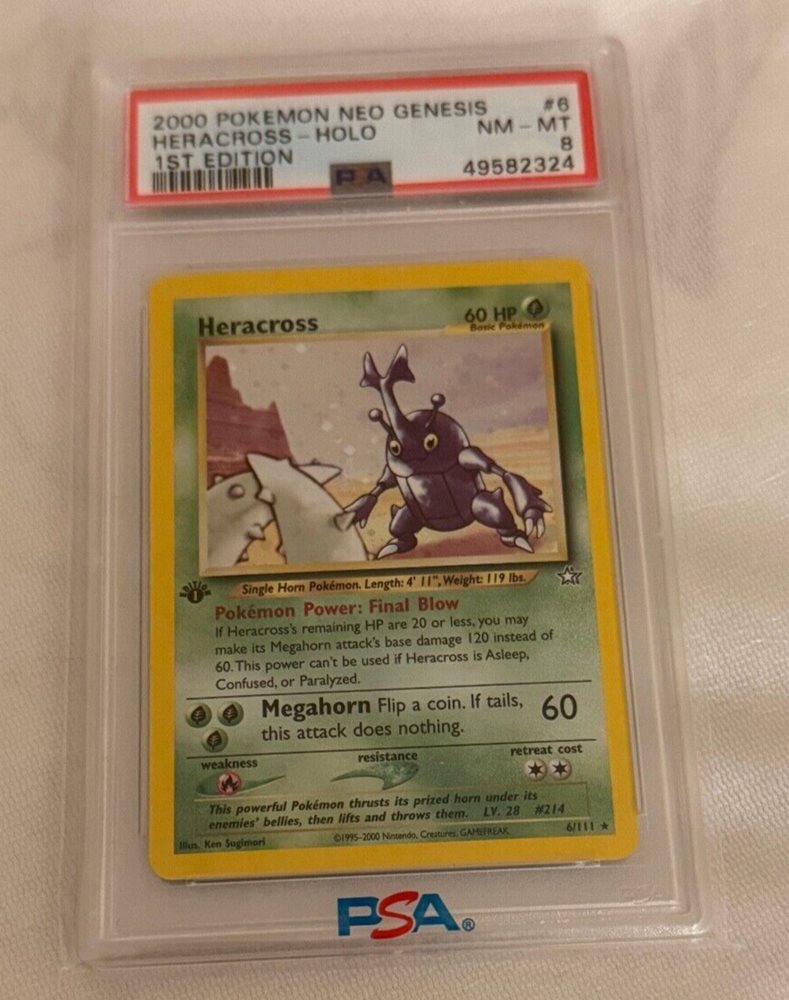 2000 POKEMON NEO GENESIS #6
HERACROSS - HOLO NM - MT
1ST EDITION 8
PSA 49582324
Heracross 60 HP
Basic Pokémon
1
Single Horn Pokémon. Length: 4' 11", Weight: 119 lbs.
Pokémon Power: Final Blow
If Heracross's remaining HP are 20 or less, you may
make its Megahorn attack's base damage 120 instead of
60. This power can't be used if Heracross is Asleep,
Confused, or Paralyzed.
Megahorn Flip a coin. If tails, 60
this attack does nothing.
weakness resistance retreat cost
This powerful Pokémon thrusts its prized horn under its
enemies' bellies, then lifts and throws them. LV. 28 #214
Illus. Ken Sugimori ©1995-2000 Nintendo, Creatures, GAMEFREAK 6/111 ★
PSA®